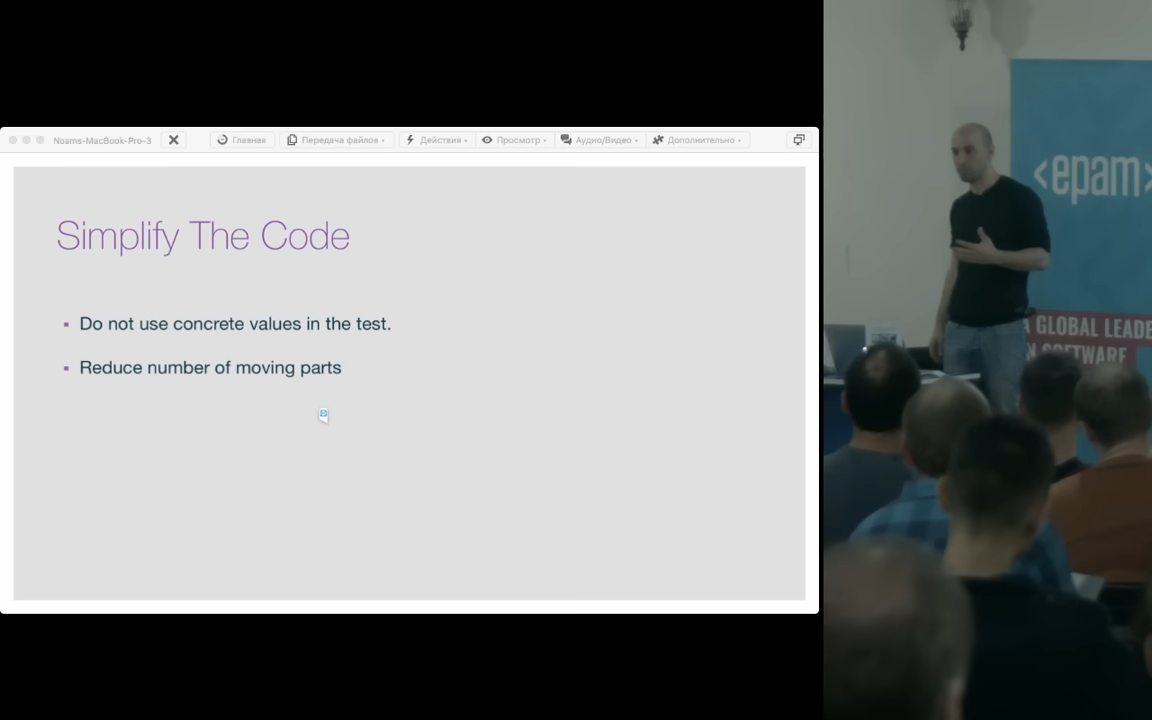 Noams-MacBook-Pro-3
Главная
Передача файлов
Действия
Просмотр
Аудио/Видео
Дополнительно
Simplify The Code
▪ Do not use concrete values in the test.
▪ Reduce number of moving parts
<epam>
A GLOBAL LEADE
N SOFTWARE